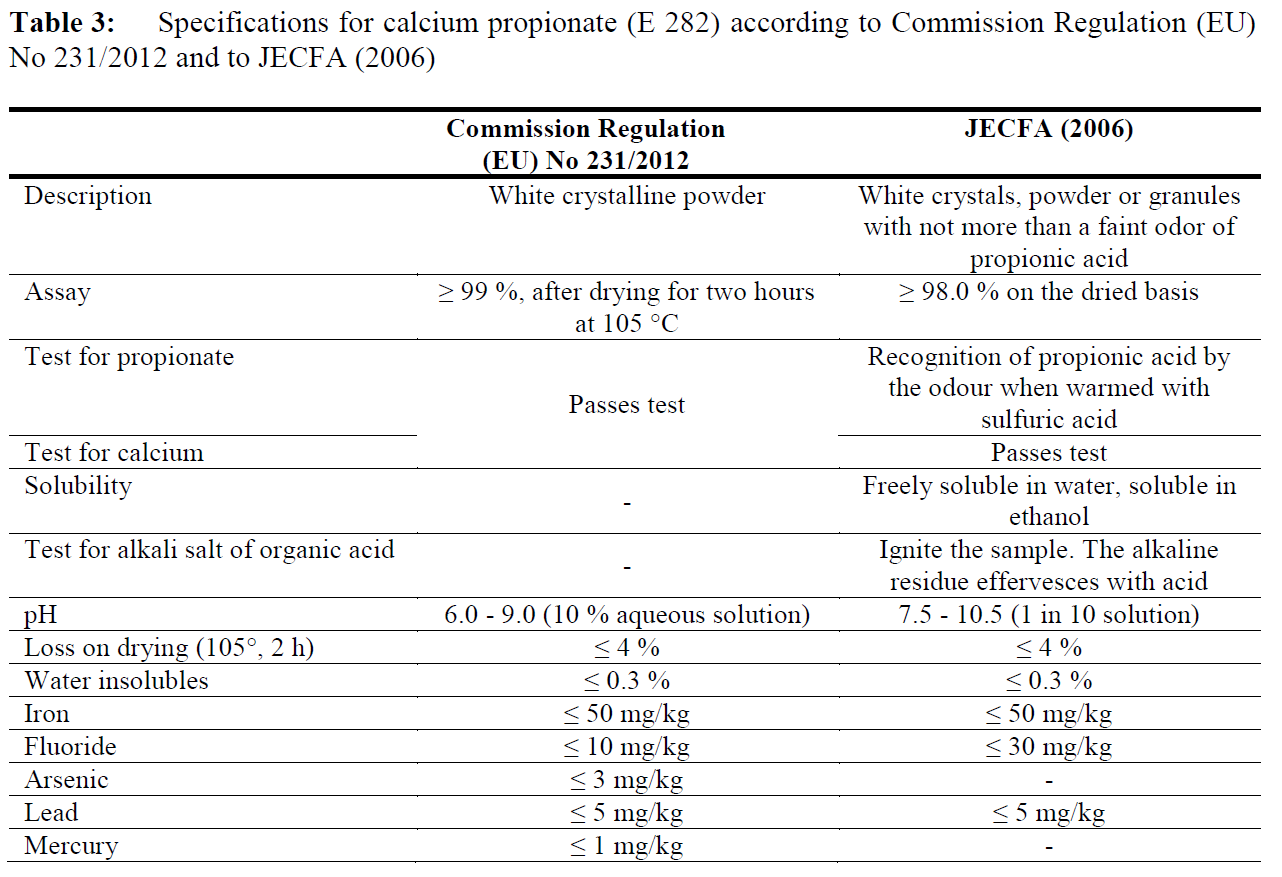 Table 3: Specifications for calcium propionate (E 282) according to Commission Regulation (EU)
No 231/2012 and to JECFA (2006)
Commission Regulation JECFA (2006)
(EU) No 231/2012
Description White crystalline powder White crystals, powder or granules
with not more than a faint odor of
propionic acid
Assay ≥ 99 %, after drying for two hours ≥ 98.0 % on the dried basis
at 105 °C
Test for propionate Recognition of propionic acid by
the odour when warmed with
Passes test
sulfuric acid
Test for calcium Passes test
Solubility Freely soluble in water, soluble in
-
ethanol
Test for alkali salt of organic acid Ignite the sample. The alkaline
-
residue effervesces with acid
pH 6.0 - 9.0 (10 % aqueous solution) 7.5 - 10.5 (1 in 10 solution)
Loss on drying (105°, 2 h) ≤ 4 % ≤ 4 %
Water insolubles ≤ 0.3 % ≤ 0.3 %
Iron ≤ 50 mg/kg ≤ 50 mg/kg
Fluoride ≤ 10 mg/kg ≤ 30 mg/kg
Arsenic ≤ 3 mg/kg -
Lead ≤ 5 mg/kg ≤ 5 mg/kg
Mercury ≤ 1 mg/kg -